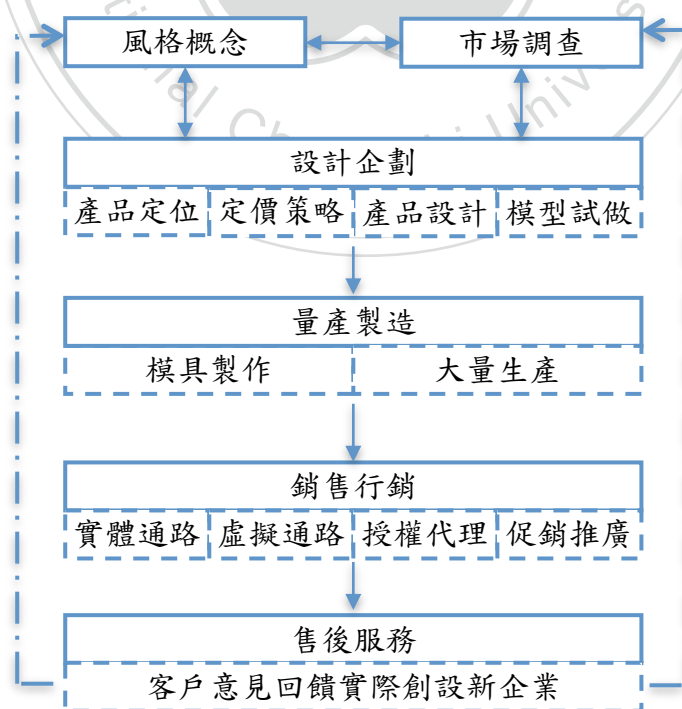 風格概念 市場調查
設計企劃
產品定位 定價策略 產品設計 模型試做
量產製造
模具製作 大量生產
銷售行銷
實體通路 虛擬通路 授權代理 促銷推廣
售後服務
客戶意見回饋實際創設新企業